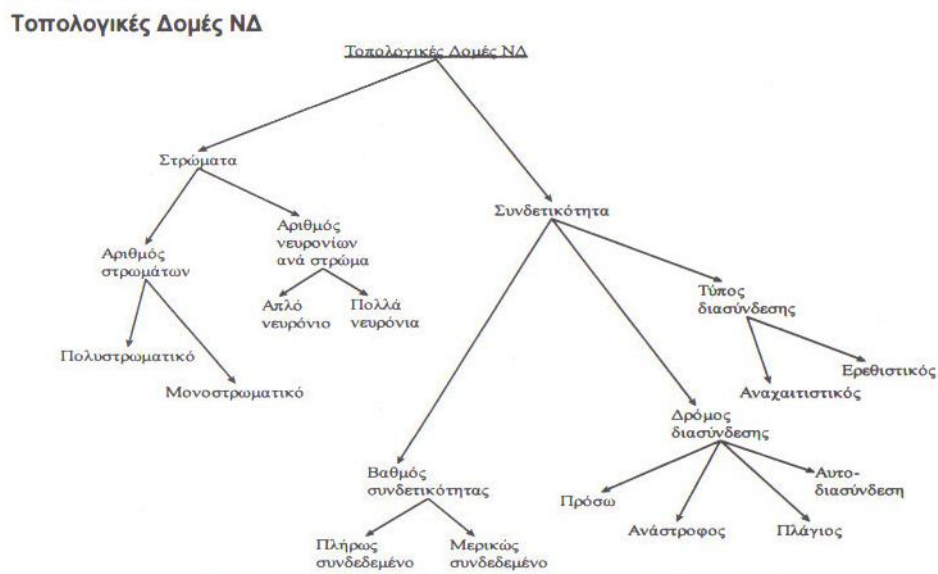 Τοπολογικές Δομές ΝΔ
Τοπολογικές Δομές ΝΔ
Στρώματα
Συνδετικότητα
Αριθμός
στρωμάτων
Αριθμός
νευρονίων
ανά στρώμα
Απλό
νευρόνιο
Πολλά
νευρόνια
Πολυστρωματικό
Μονοστρωματικό
Τύπος
διασύνδεσης
Αναχαιτιστικός
Ερεθιστικός
Δρόμος
διασύνδεσης
Πρόσω
Ανάστροφος
Πλάγιος
Αυτο-
διασύνδεση
Βαθμός
συνδετικότητας
Πλήρως
συνδεδεμένο
Μερικώς
συνδεδεμένο